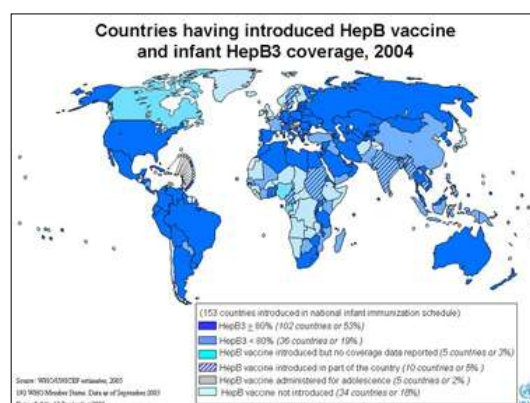 Countries having introduced HepB vaccine
and infant HepB3 coverage, 2004
(153 countries introduced in national infant immunization schedule)
HepB3 ≥ 80% (102 countries or 53%)
HepB3 < 80% (36 countries or 19%)
HepB vaccine introduced but no coverage data reported (5 countries or 3%)
HepB vaccine introduced in part of the country (10 countries or 5%)
HepB vaccine administered for adolescence (5 countries or 2%)
HepB vaccine not introduced (34 countries or 18%)
Source: WHO/UNICEF estimates, 2005
192 WHO Member States. Data as of September 2005